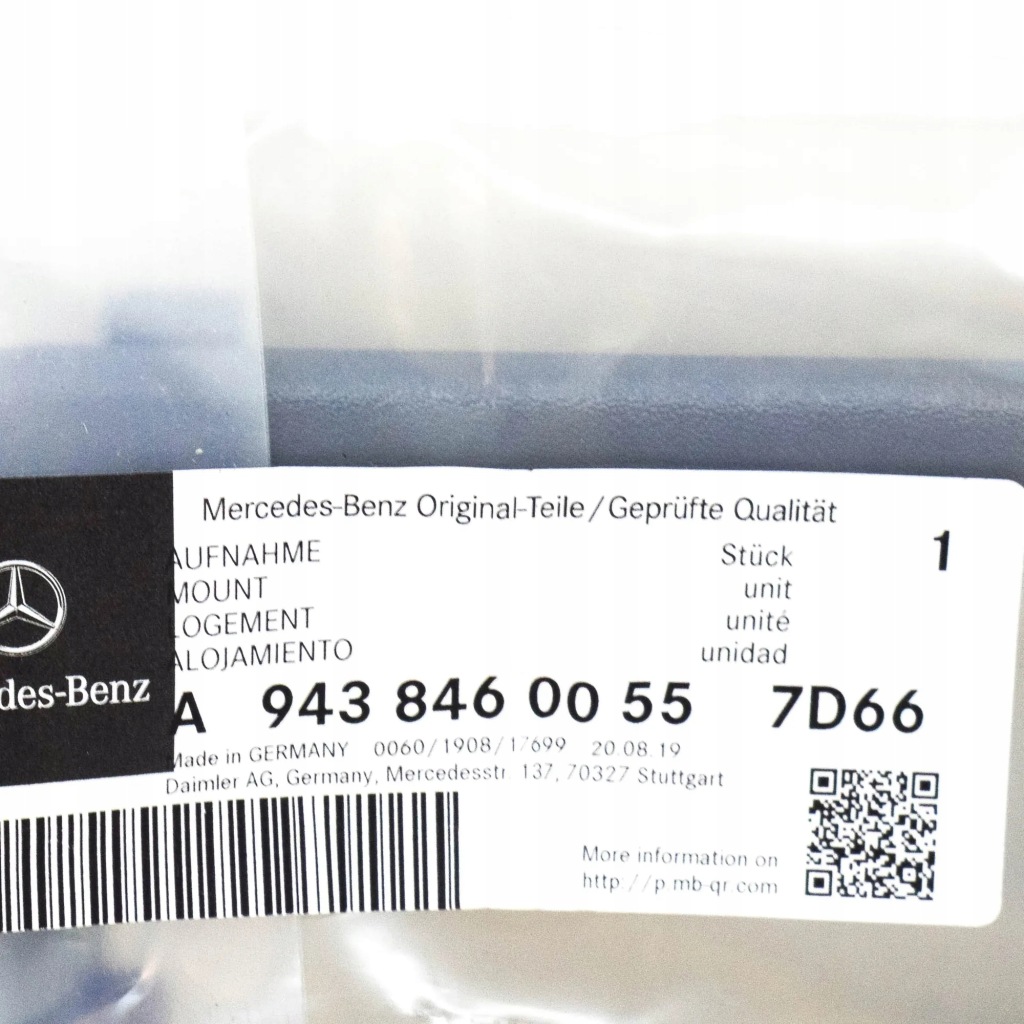 Mercedes-Benz Original-Teile/Geprüfte Qualität
AUFNAHME Stück 1
MOUNT unit
LOGEMENT unité
ALOJAMIENTO unidad
des-Benz
A 943 846 00 55 7D66
Made in GERMANY 0060/1908/17699 20.08.19
Daimler AG, Germany, Mercedesstr 137, 70327 Stuttgart
More information on
http://p.mb-qr.com